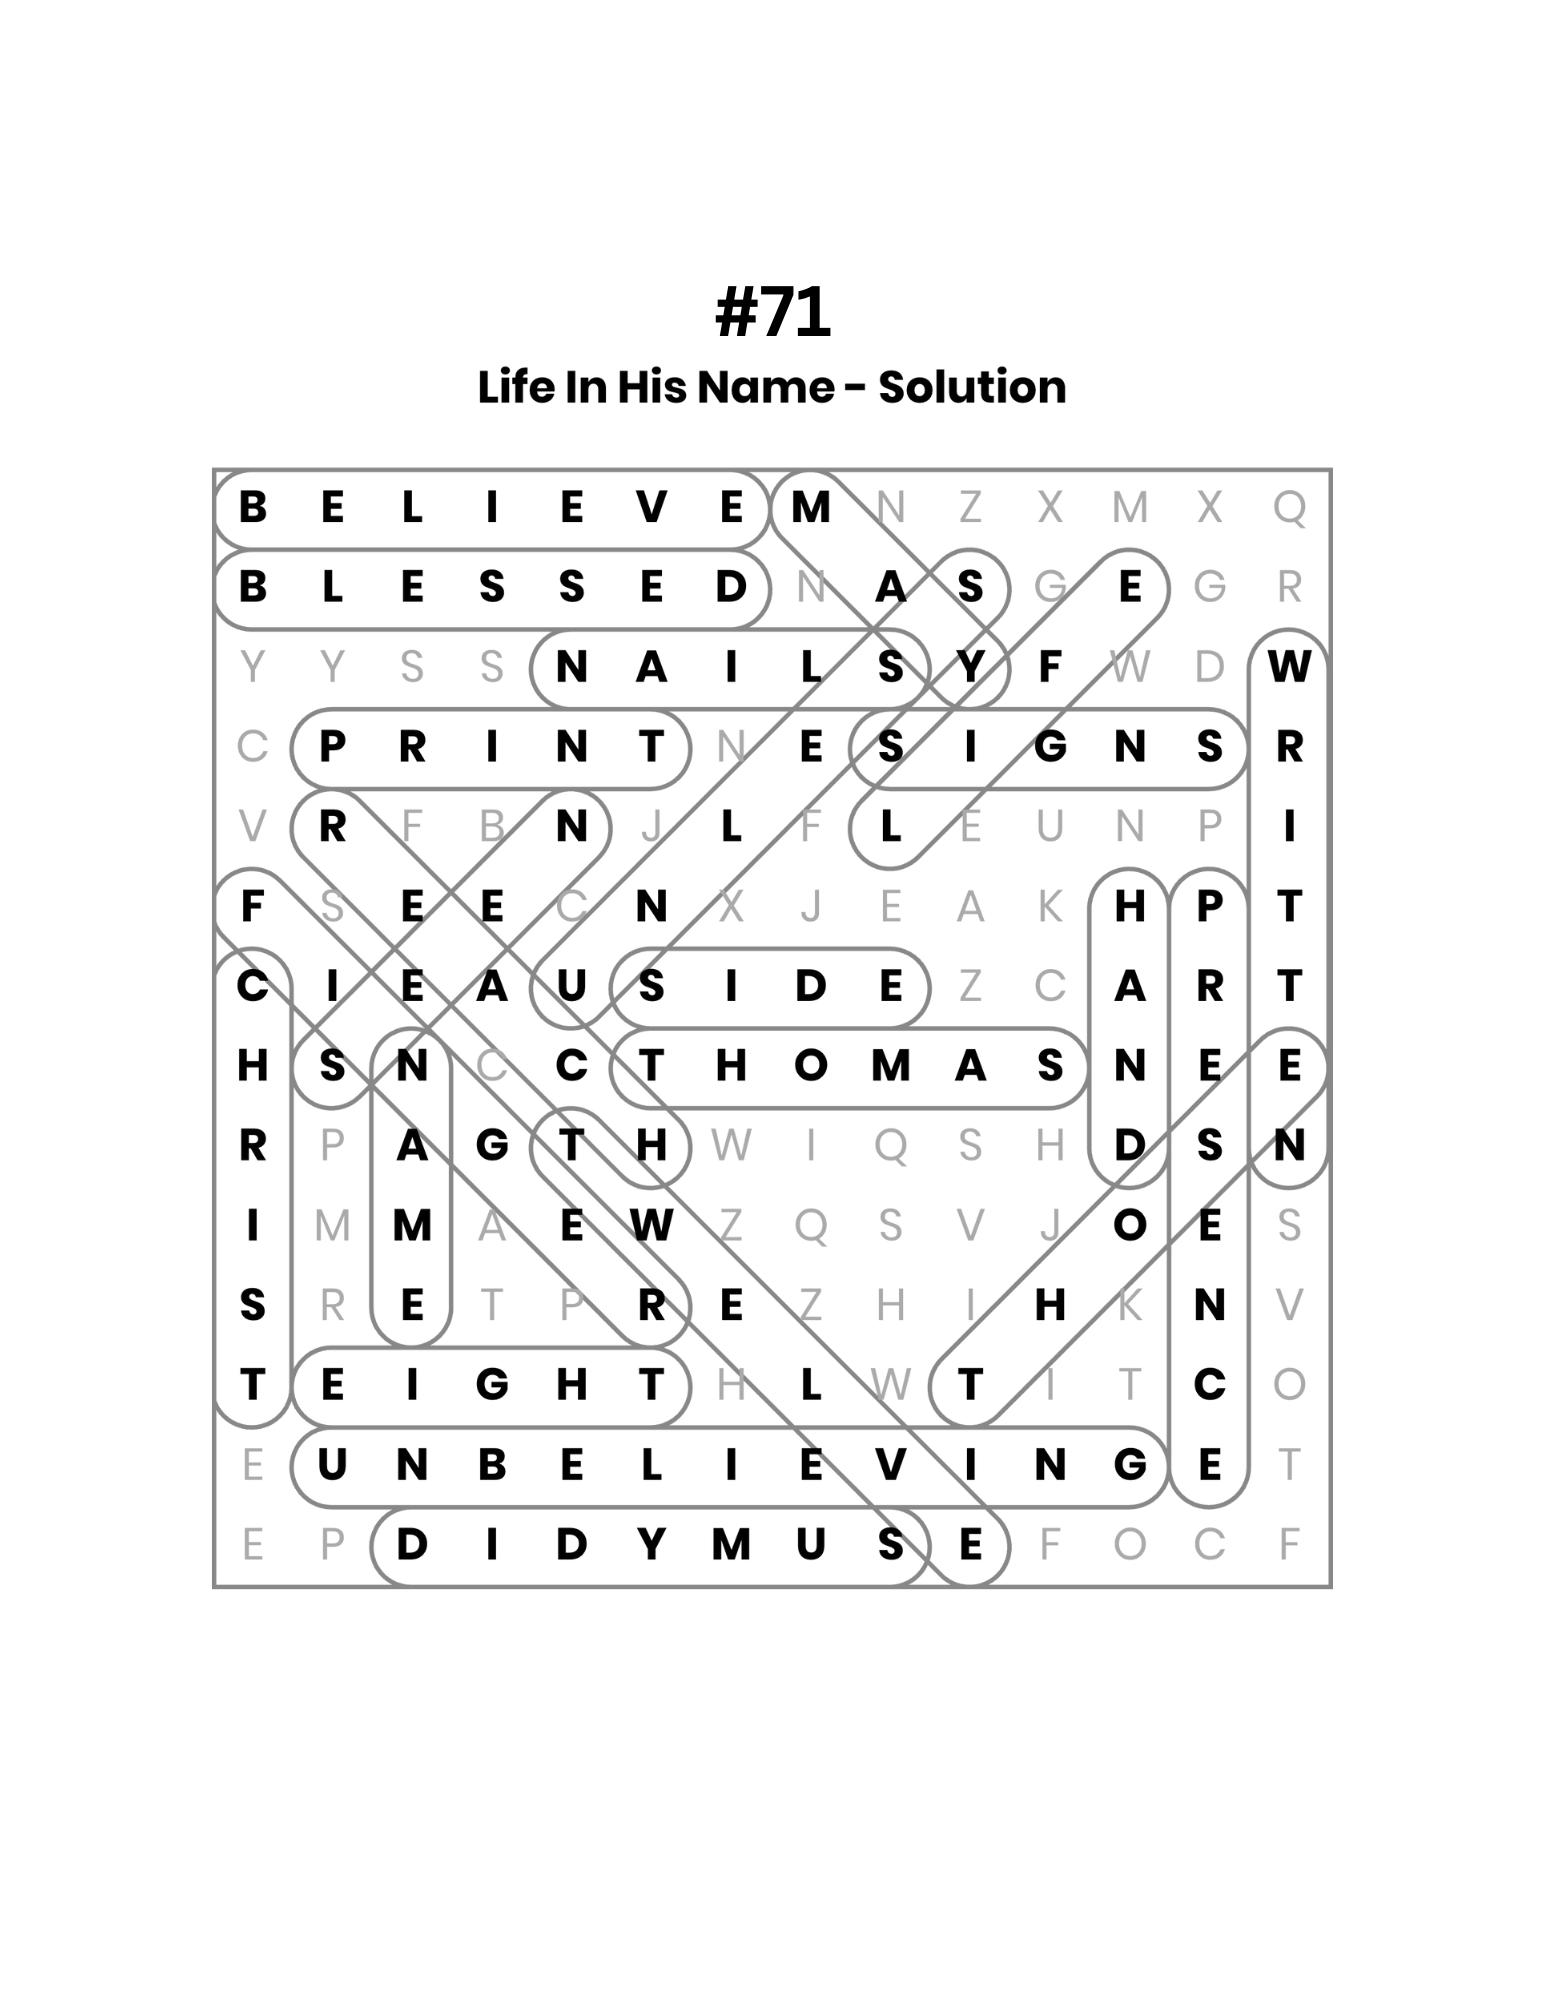 #71
Life In His Name - Solution
B E L I E V E M N Z X M X Q
B L E S S E D N A S G E G R
Y Y S S N A I L S Y F W D W
C P R I N T N E S I G N S R
V R F B N J L F L E U N P I
F S E E C N X J E A K H P T
C I E A U S I D E Z C A R T
H S N C C T H O M A S N E E
R P A G T H W I Q S H D S N
I M M A E W Z Q S V J O E S
S R E T P R E Z H I H K N V
T E I G H T H L W T I T C O
E U N B E L I E V I N G E T
E P D I D Y M U S E F O C F